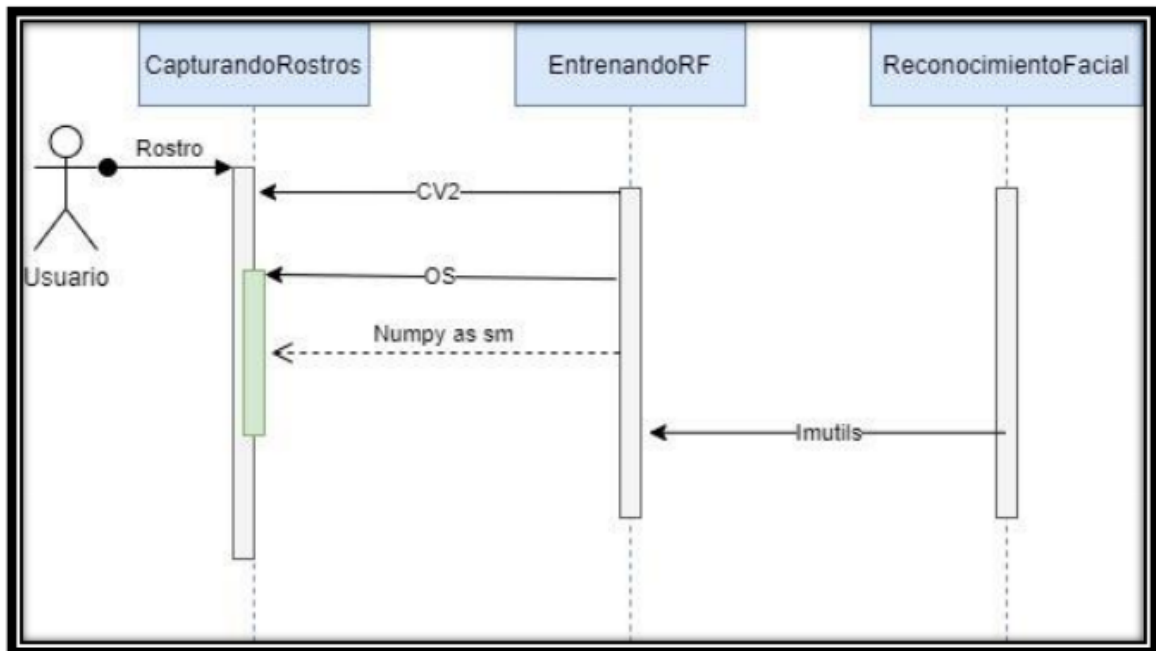 CapturandoRostros
EntrenandoRF
ReconocimientoFacial
Rostro
CV2
Usuario
OS
Numpy as sm
Imutils